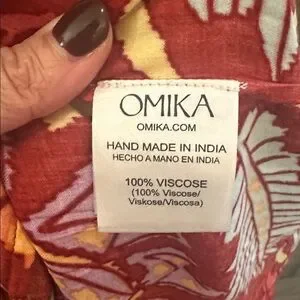 OMIKA
OMIKA.COM
HAND MADE IN INDIA
HECHO A MANO EN INDIA
100% VISCOSE
(100% Viscose/
Viskose/Viscosa)